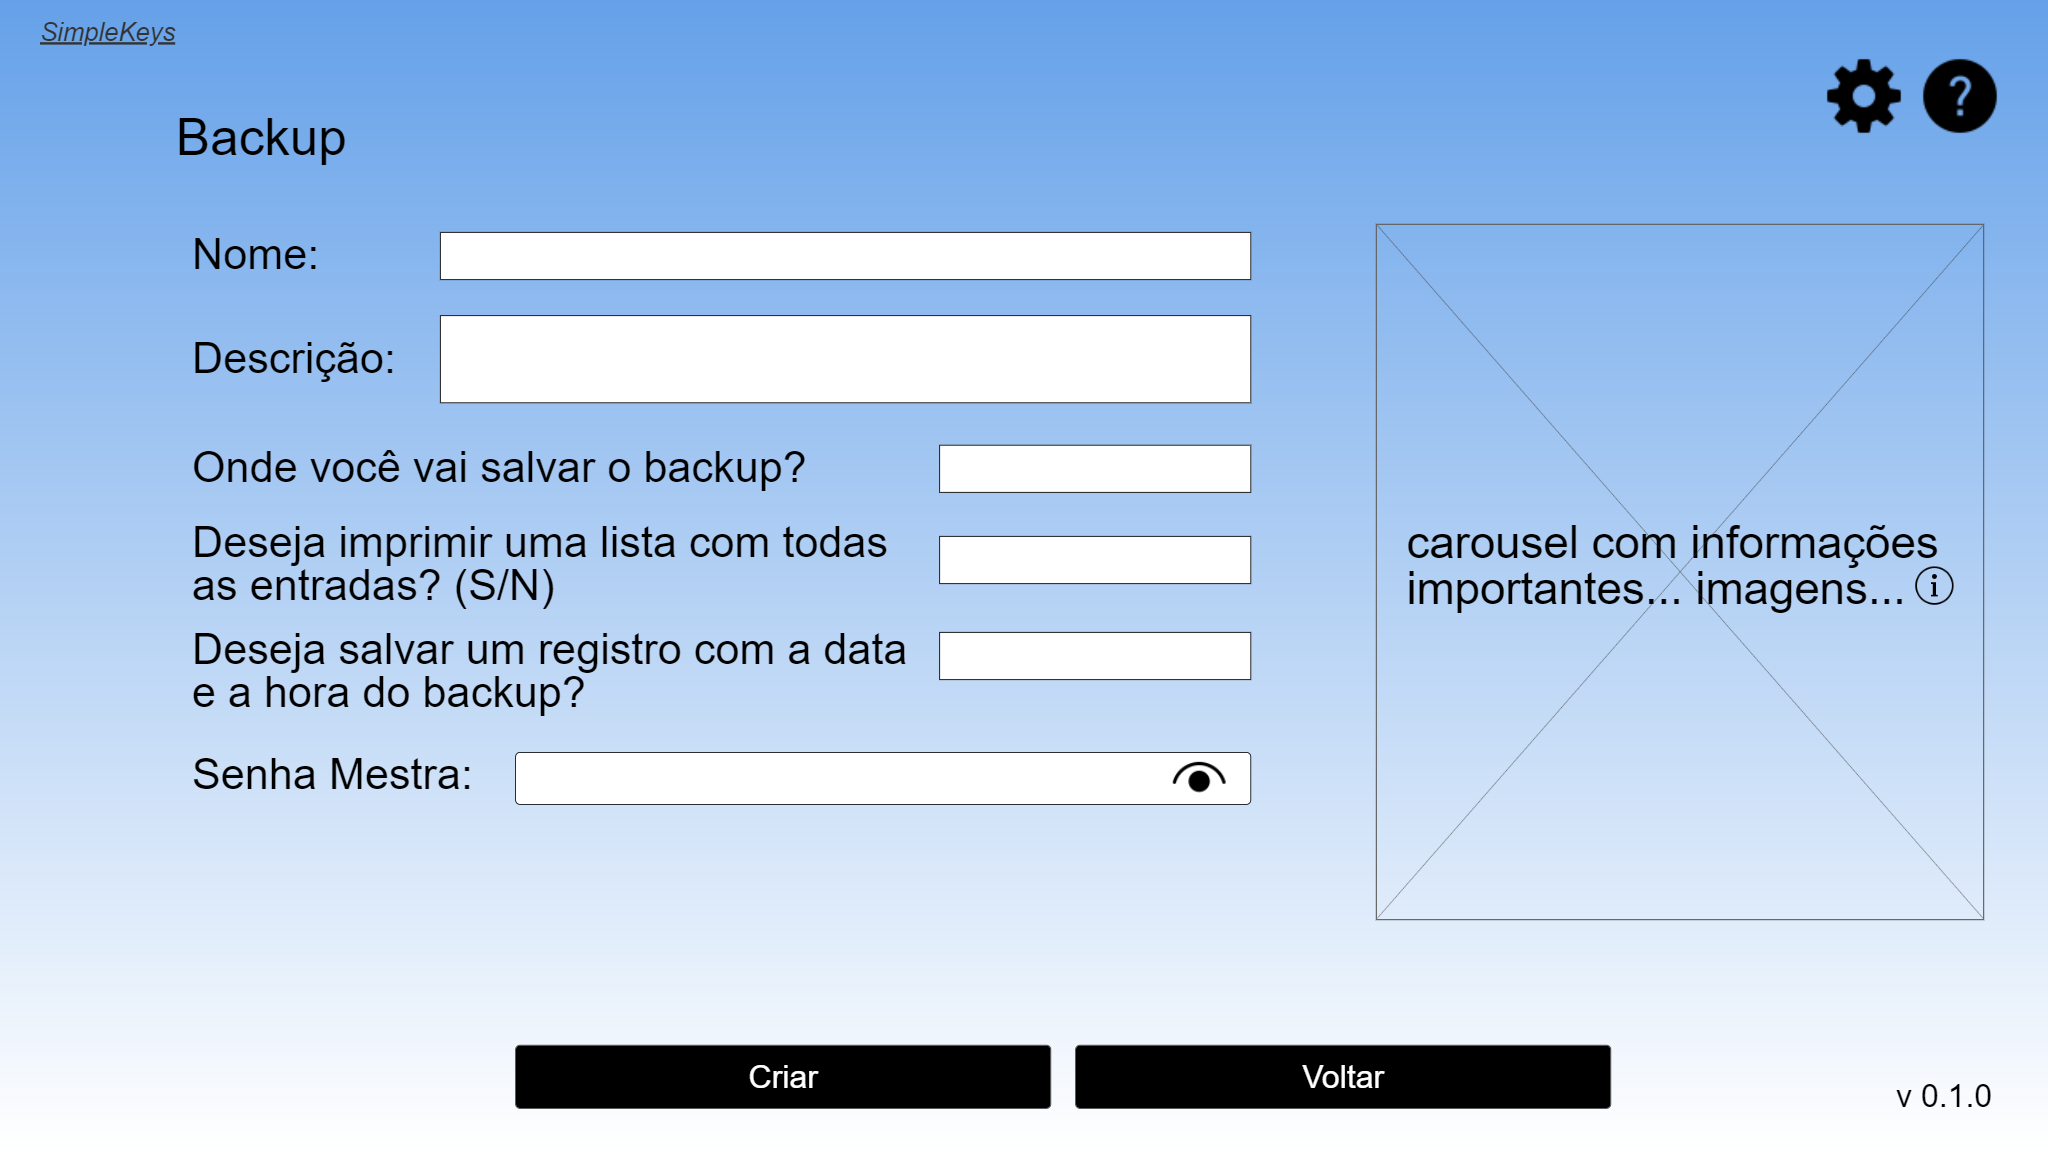 SimpleKeys
Backup
Nome:
Descrição:
Onde você vai salvar o backup?
Deseja imprimir uma lista com todas
as entradas? (S/N)
Deseja salvar um registro com a data
e a hora do backup?
Senha Mestra:
carousel com informações
importantes... imagens...
Criar
Voltar
v 0.1.0